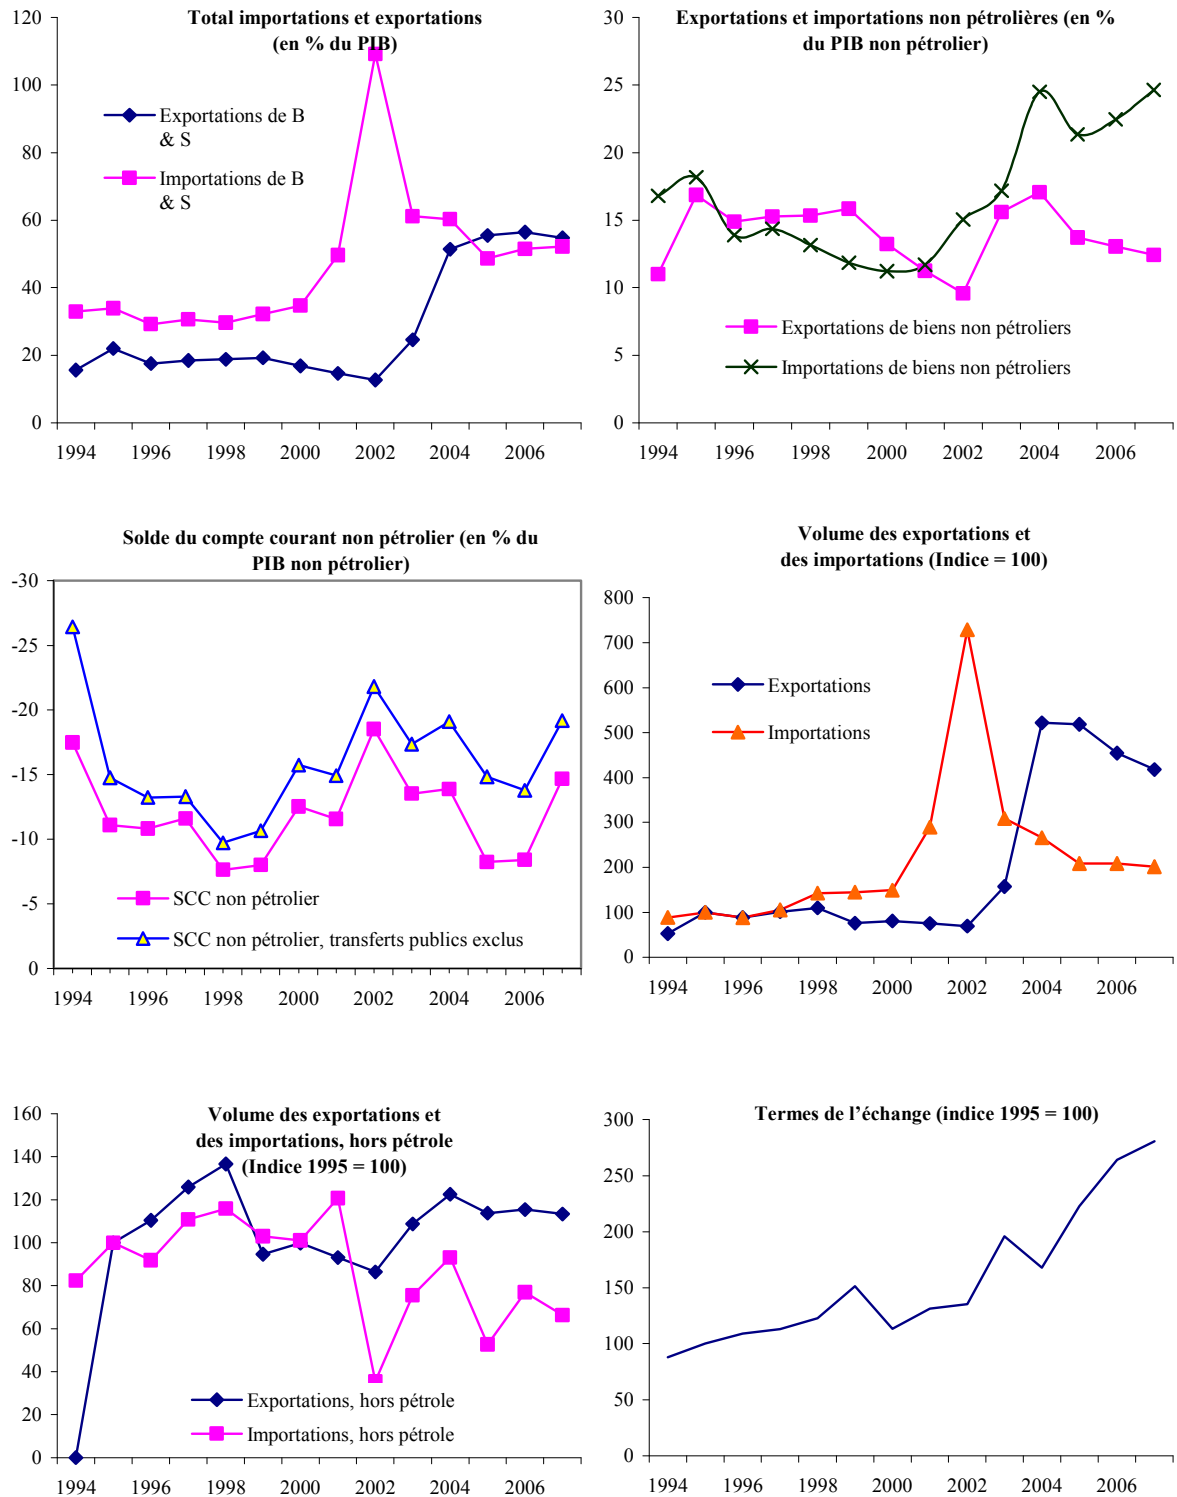 Total importations et exportations
(en % du PIB)
120
100
80
60
40
20
0
Exportations de B
& S
Importations de B
& S
1994 1996 1998 2000 2002 2004 2006
Exportations et importations non pétrolières (en %
du PIB non pétrolier)
30
25
20
15
10
5
0
Exportations de biens non pétroliers
Importations de biens non pétroliers
1994 1996 1998 2000 2002 2004 2006
Solde du compte courant non pétrolier (en % du
PIB non pétrolier)
-30
-25
-20
-15
-10
-5
0
SCC non pétrolier
SCC non pétrolier, transferts publics exclus
1994 1996 1998 2000 2002 2004 2006
Volume des exportations et
des importations (Indice = 100)
800
700
600
500
400
300
200
100
0
Exportations
Importations
1994 1996 1998 2000 2002 2004 2006
Volume des exportations et
des importations, hors pétrole
(Indice 1995 = 100)
160
140
120
100
80
60
40
20
0
Exportations, hors pétrole
Importations, hors pétrole
1994 1996 1998 2000 2002 2004 2006
Termes de l’échange (indice 1995 = 100)
300
250
200
150
100
50
0
1994 1996 1998 2000 2002 2004 2006